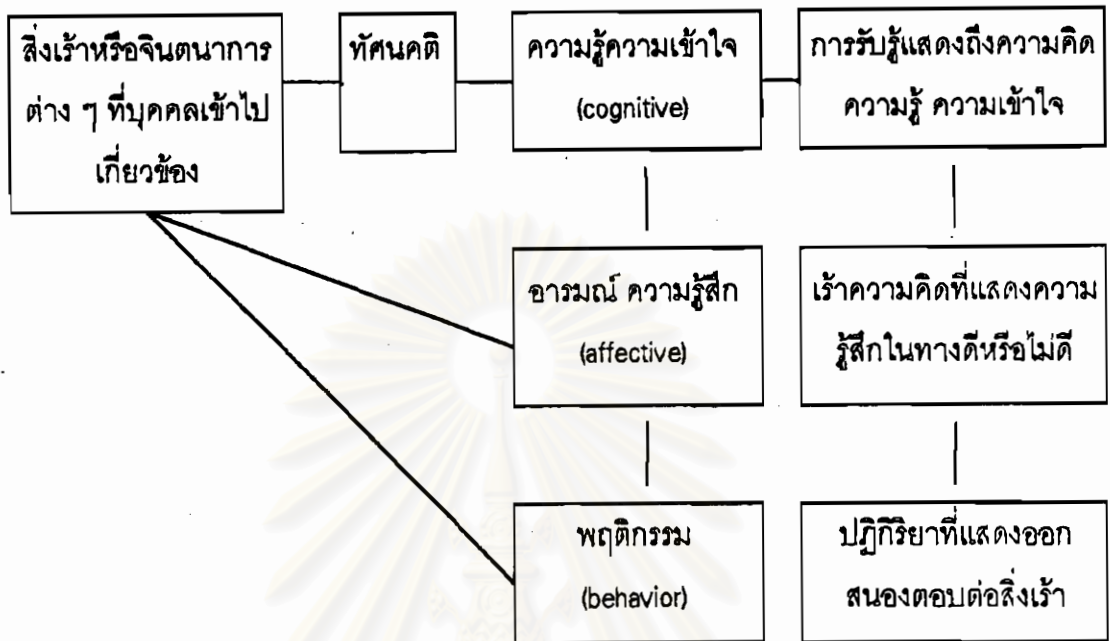 สิ่งเร้าหรือจินตนาการ
ต่าง ๆ ที่บุคคลเข้าไป
เกี่ยวข้อง
ทัศนคติ
ความรู้ความเข้าใจ
(cognitive)
การรับรู้แสดงถึงความคิด
ความรู้ ความเข้าใจ
อารมณ์ ความรู้สึก
(affective)
เร้าความคิดที่แสดงความ
รู้สึกในทางดีหรือไม่ดี
พฤติกรรม
(behavior)
ปฏิกิริยาที่แสดงออก
สนองตอบต่อสิ่งเร้า